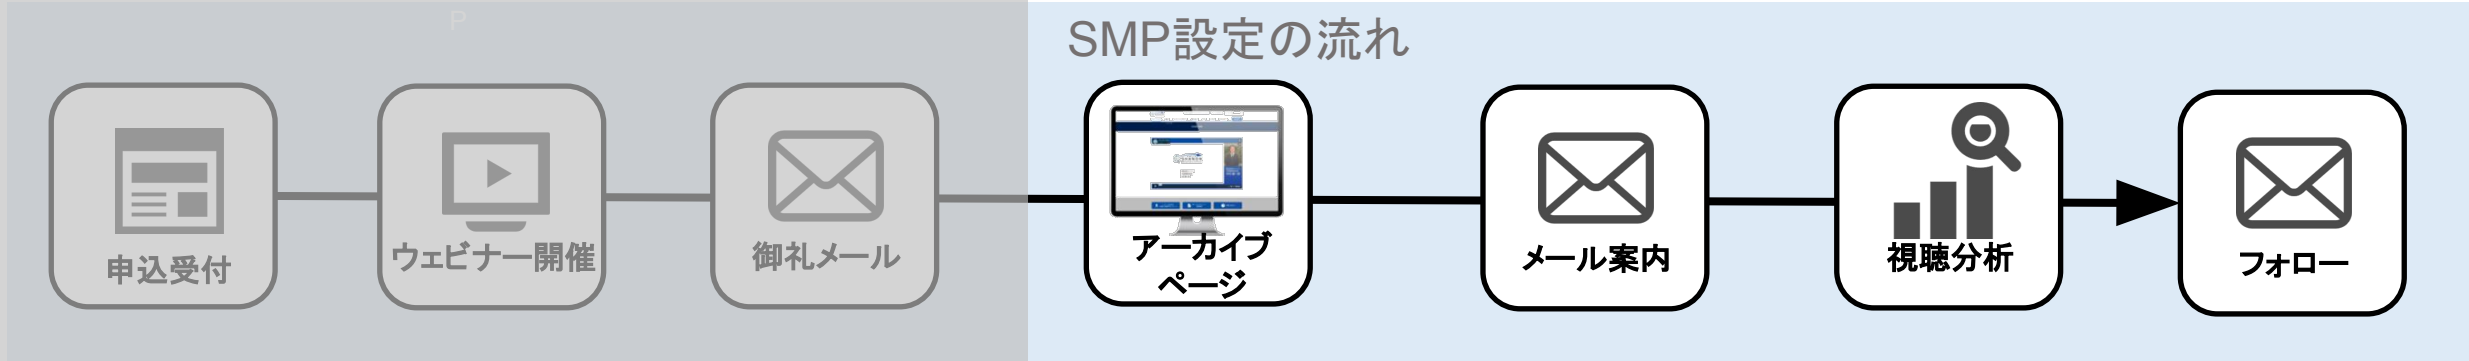 P
SMP設定の流れ
申込受付
ウェビナー開催
御礼メール
アーカイブ
ページ
メール案内
視聴分析
フォロー